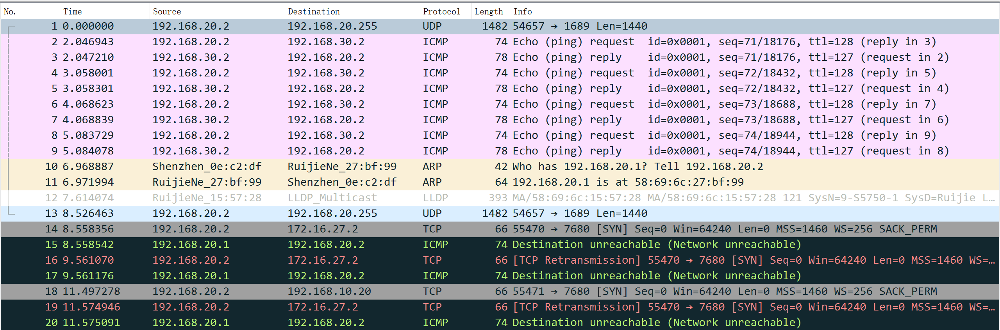 No. Time Source Destination Protocol Length Info
1 0.000000 192.168.20.2 192.168.20.255 UDP 1482 54657 → 1689 Len=1440
2 2.046943 192.168.20.2 192.168.30.2 ICMP 74 Echo (ping) request id=0x0001, seq=71/18176, ttl=128 (reply in 3)
3 2.047210 192.168.30.2 192.168.20.2 ICMP 78 Echo (ping) reply id=0x0001, seq=71/18176, ttl=127 (request in 2)
4 3.058001 192.168.20.2 192.168.30.2 ICMP 74 Echo (ping) request id=0x0001, seq=72/18432, ttl=128 (reply in 5)
5 3.058301 192.168.30.2 192.168.20.2 ICMP 78 Echo (ping) reply id=0x0001, seq=72/18432, ttl=127 (request in 4)
6 4.068623 192.168.20.2 192.168.30.2 ICMP 74 Echo (ping) request id=0x0001, seq=73/18688, ttl=128 (reply in 7)
7 4.068839 192.168.30.2 192.168.20.2 ICMP 78 Echo (ping) reply id=0x0001, seq=73/18688, ttl=127 (request in 6)
8 5.083729 192.168.20.2 192.168.30.2 ICMP 74 Echo (ping) request id=0x0001, seq=74/18944, ttl=128 (reply in 9)
9 5.084078 192.168.30.2 192.168.20.2 ICMP 78 Echo (ping) reply id=0x0001, seq=74/18944, ttl=127 (request in 8)
10 6.968887 Shenzhen_0e:c2:df RuijieNe_27:bf:99 ARP 42 Who has 192.168.20.1? Tell 192.168.20.2
11 6.971994 RuijieNe_27:bf:99 Shenzhen_0e:c2:df ARP 64 192.168.20.1 is at 58:69:6c:27:bf:99
12 7.614074 RuijieNe_15:57:28 LLDP_Multicast LLDP 393 MA/58:69:6c:15:57:28 MA/58:69:6c:15:57:28 121 SysN=9-S5750-1 SysD=Ruijie L…
13 8.526463 192.168.20.2 192.168.20.255 UDP 1482 54657 → 1689 Len=1440
14 8.558356 192.168.20.2 172.16.27.2 TCP 66 55470 → 7680 [SYN] Seq=0 Win=64240 Len=0 MSS=1460 WS=256 SACK_PERM
15 8.558542 192.168.20.1 192.168.20.2 ICMP 74 Destination unreachable (Network unreachable)
16 9.561070 192.168.20.2 172.16.27.2 TCP 66 [TCP Retransmission] 55470 → 7680 [SYN] Seq=0 Win=64240 Len=0 MSS=1460 WS=…
17 9.561176 192.168.20.1 192.168.20.2 ICMP 74 Destination unreachable (Network unreachable)
18 11.497278 192.168.20.2 192.168.10.20 TCP 66 55471 → 7680 [SYN] Seq=0 Win=64240 Len=0 MSS=1460 WS=256 SACK_PERM
19 11.574946 192.168.20.2 172.16.27.2 TCP 66 [TCP Retransmission] 55470 → 7680 [SYN] Seq=0 Win=64240 Len=0 MSS=1460 WS=…
20 11.575091 192.168.20.1 192.168.20.2 ICMP 74 Destination unreachable (Network unreachable)